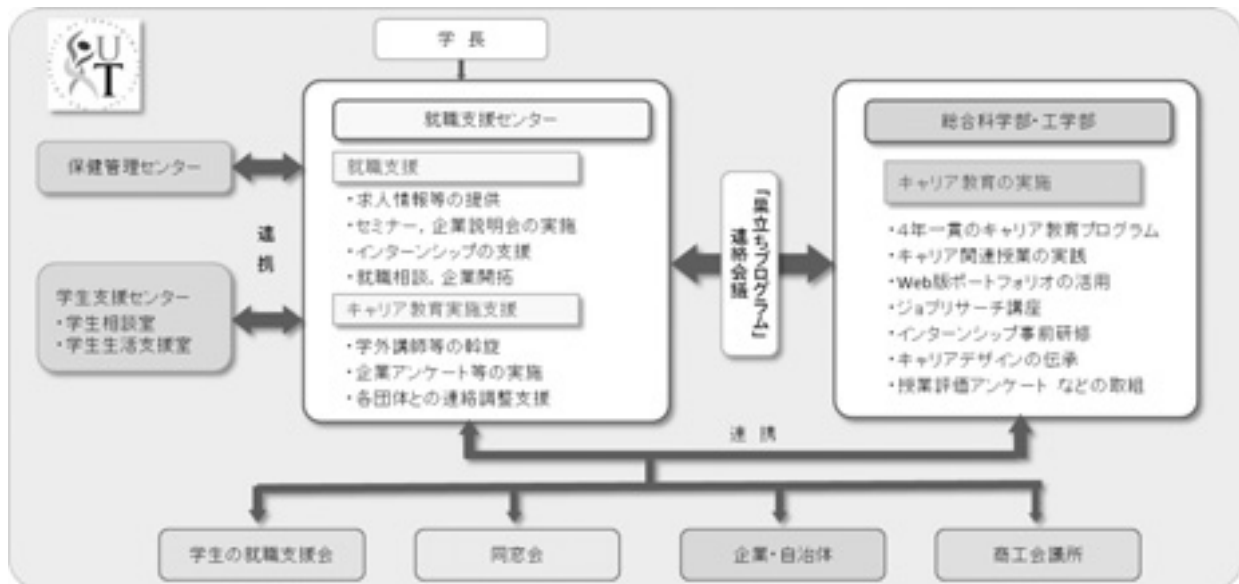 UT
学 長
就職支援センター
就職支援
・求人情報等の提供
・セミナー, 企業説明会の実施
・インターンシップの支援
・就職相談, 企業開拓
キャリア教育実施支援
・学外講師等の斡旋
・企業アンケート等の実施
・各団体との連絡調整支援
保健管理センター
連携
学生支援センター
・学生相談室
・学生生活支援室
『巣立ちプログラム』
連絡会議
総合科学部・工学部
キャリア教育の実施
・4年一貫のキャリア教育プログラム
・キャリア関連授業の実践
・Web版ポートフォリオの活用
・ジョブリサーチ講座
・インターンシップ事前研修
・キャリアデザインの伝承
・授業評価アンケート などの取組
連 携
学生の就職支援会
同窓会
企業・自治体
商工会議所